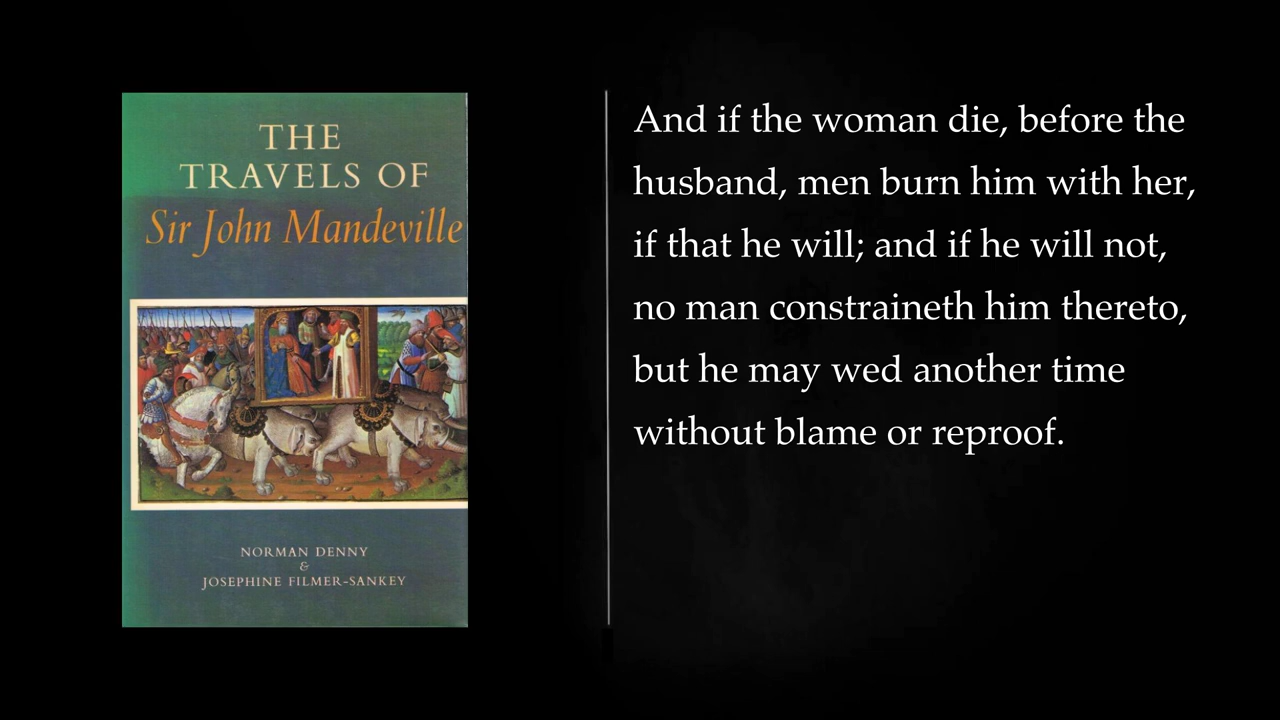 THE
TRAVELS OF
Sir John Mandeville
NORMAN DENNY
&
JOSEPHINE FILMER-SANKEY
And if the woman die, before the
husband, men burn him with her,
if that he will; and if he will not,
no man constraineth him thereto,
but he may wed another time
without blame or reproof.